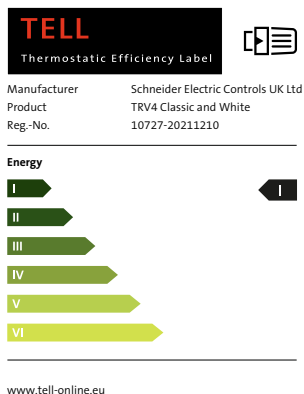 TELL
Thermostatic Efficiency Label
Manufacturer Schneider Electric Controls UK Ltd
Product TRV4 Classic and White
Reg.-No. 10727-20211210
Energy
I I
II
III
IV
V
VI
www.tell-online.eu